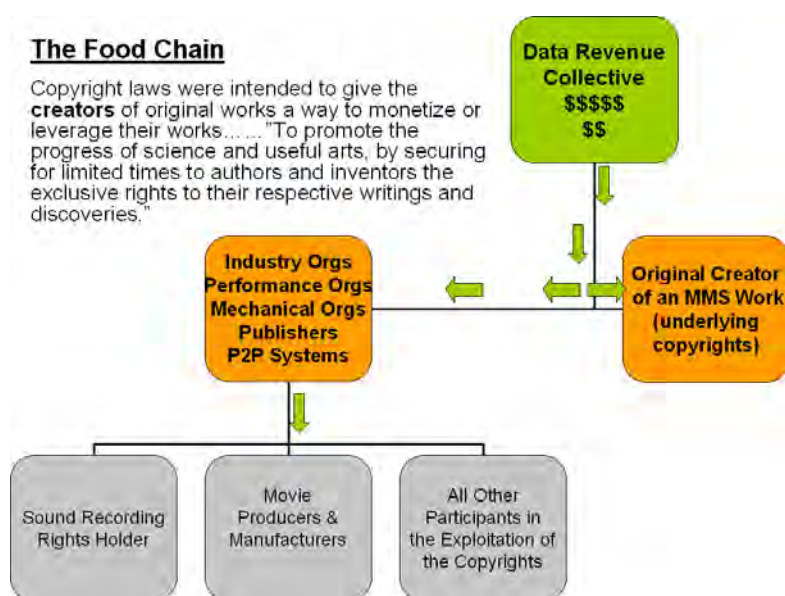 The Food Chain
Copyright laws were intended to give the
creators of original works a way to monetize or
leverage their works......"To promote the
progress of science and useful arts, by securing
for limited times to authors and inventors the
exclusive rights to their respective writings and
discoveries."
Data Revenue
Collective
$$$$$
$$
Industry Orgs
Performance Orgs
Mechanical Orgs
Publishers
P2P Systems
Original Creator
of an MMS Work
(underlying
copyrights)
Sound Recording
Rights Holder
Movie
Producers &
Manufacturers
All Other
Participants in
the Exploitation of
the Copyrights